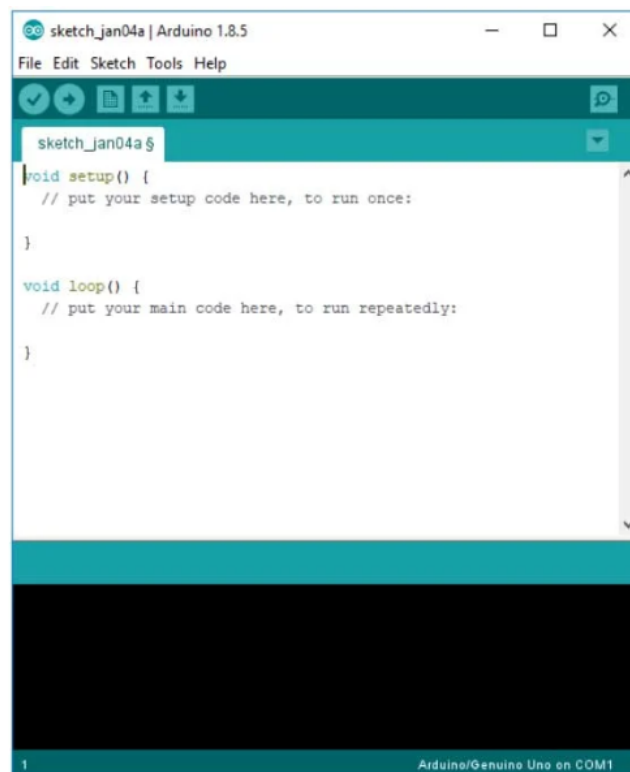 sketch_jan04a | Arduino 1.8.5
File Edit Sketch Tools Help
sketch_jan04a §
void setup() {
  // put your setup code here, to run once:
}
void loop() {
  // put your main code here, to run repeatedly:
}
1 Arduino/Genuino Uno on COM1